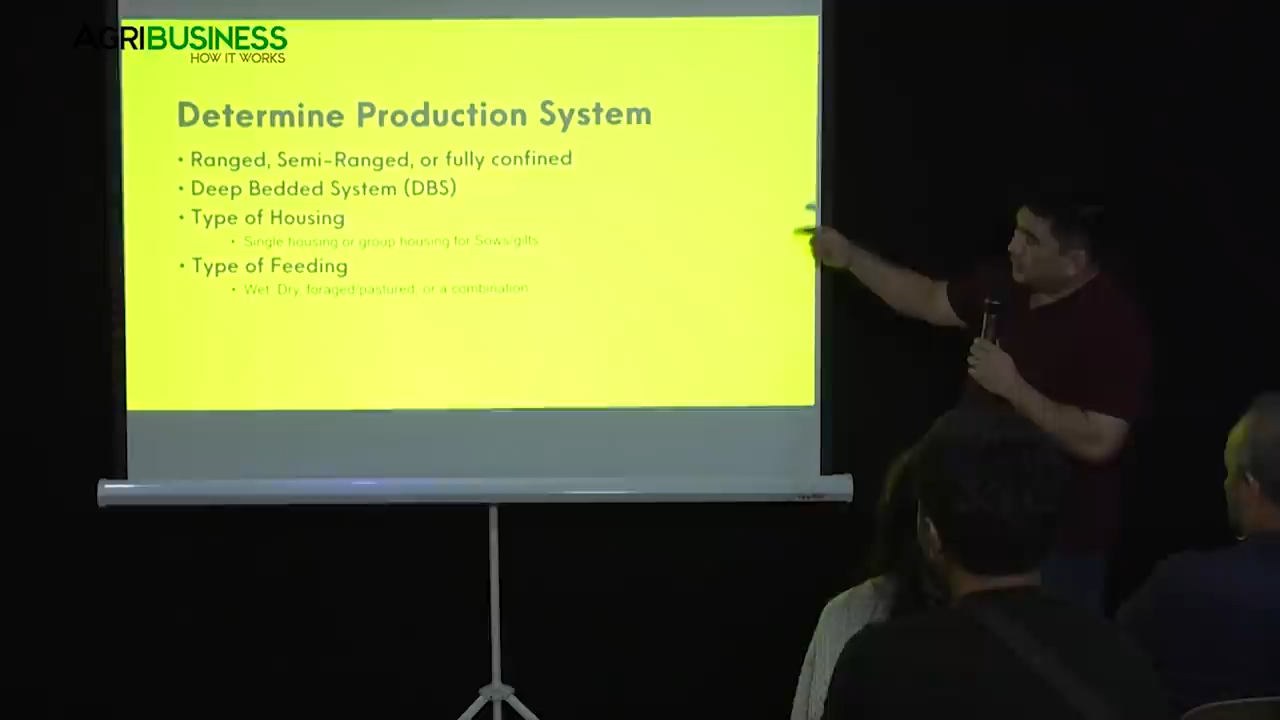 AGRIBUSINESS
HOW IT WORKS
Determine Production System
• Ranged, Semi-Ranged, or fully confined
• Deep Bedded System (DBS)
• Type of Housing
• Single housing or group housing for Sows/gilts
• Type of Feeding
• Wet, Dry, foraged/pastured, or a combination